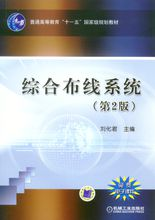 普通高等教育“十一五”国家级规划教材
综合布线系统
（第2版）
刘化君 主编
机械工业出版社